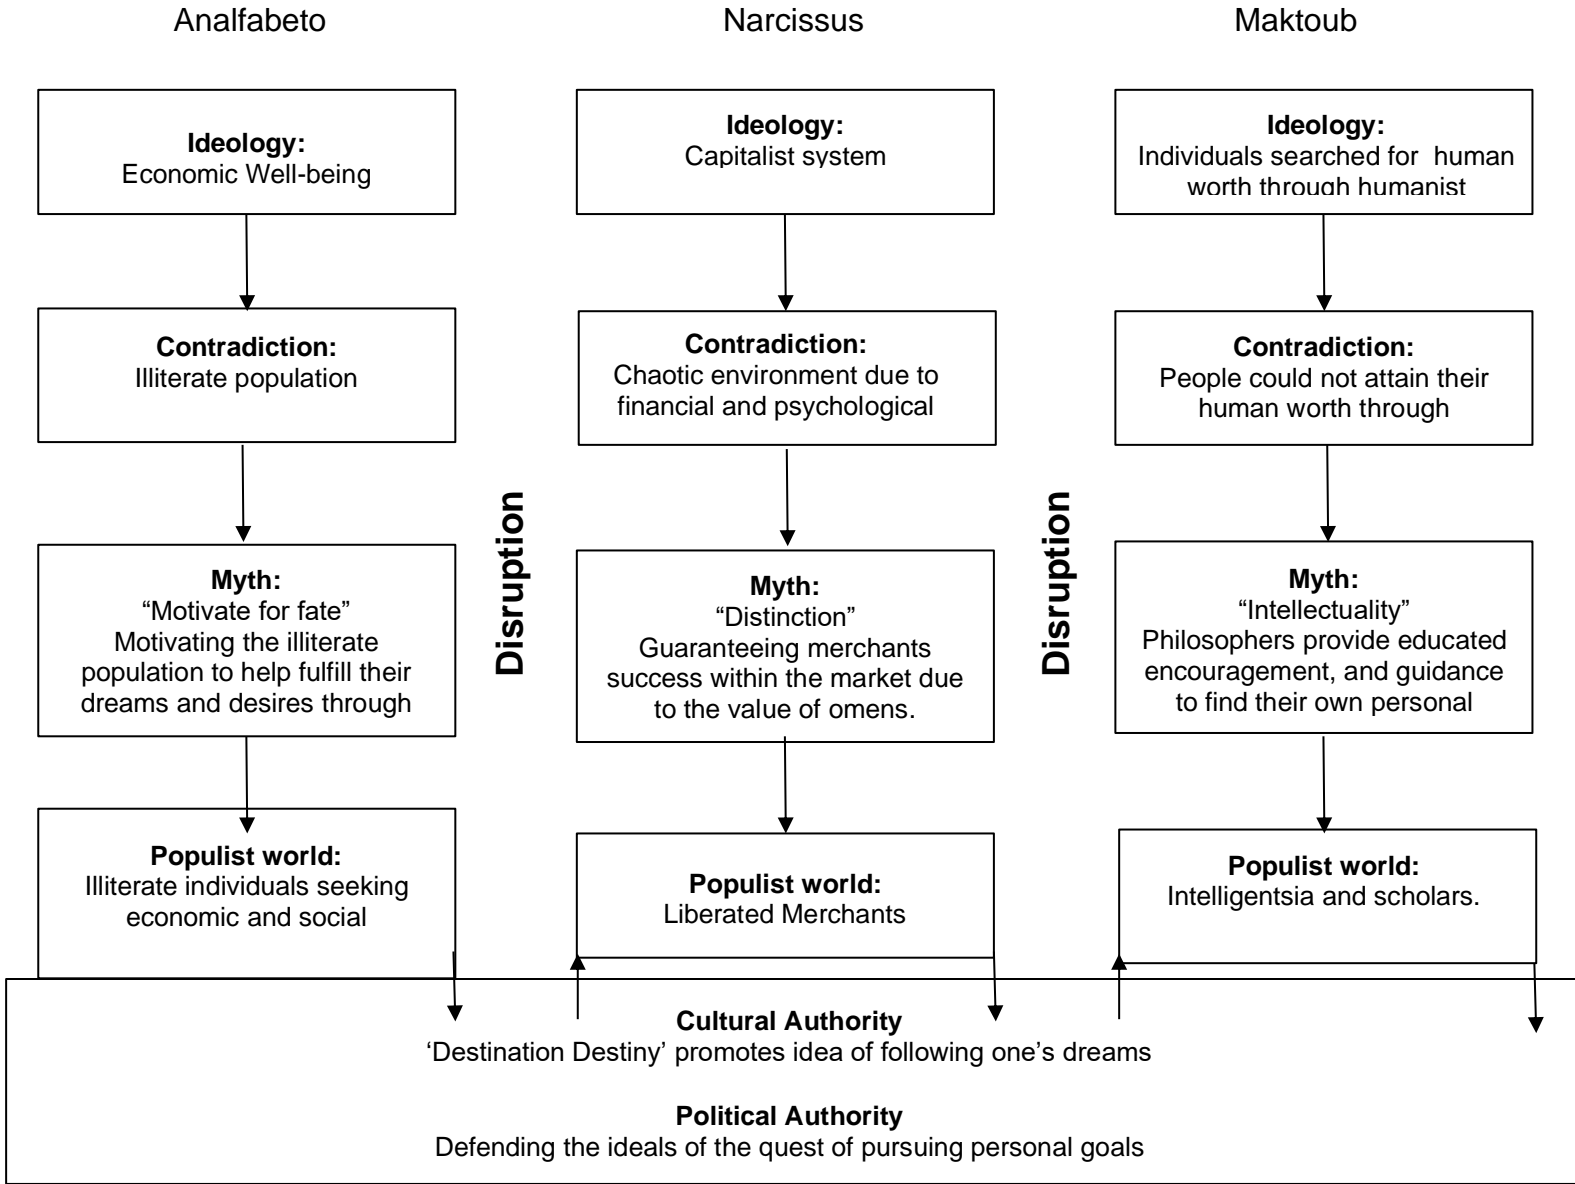 Analfabeto
Narcissus
Maktoub
Ideology:
Economic Well-being
Contradiction:
Illiterate population
Myth:
“Motivate for fate”
Motivating the illiterate
population to help fulfill their
dreams and desires through
Populist world:
Illiterate individuals seeking
economic and social
Disruption
Ideology:
Capitalist system
Contradiction:
Chaotic environment due to
financial and psychological
Myth:
“Distinction”
Guaranteeing merchants
success within the market due
to the value of omens.
Populist world:
Liberated Merchants
Disruption
Ideology:
Individuals searched for human
worth through humanist
Contradiction:
People could not attain their
human worth through
Myth:
“Intellectuality”
Philosophers provide educated
encouragement, and guidance
to find their own personal
Populist world:
Intelligentsia and scholars.
Cultural Authority
‘Destination Destiny’ promotes idea of following one’s dreams
Political Authority
Defending the ideals of the quest of pursuing personal goals